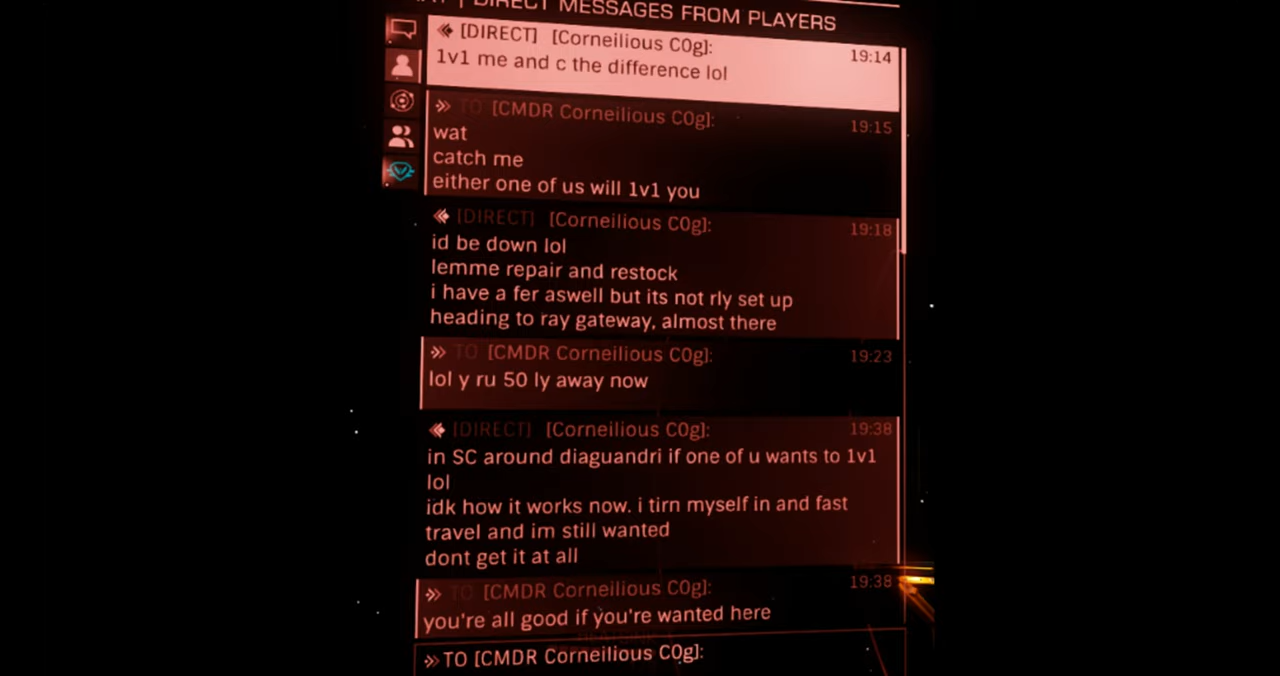 | DIRECT MESSAGES FROM PLAYERS
[DIRECT] [Corneilious C0g]:
19:14
1v1 me and c the difference lol
TO [CMDR Corneilious C0g]:
19:15
wat
catch me
either one of us will 1v1 you
[DIRECT] [Corneilious C0g]:
19:18
id be down lol
lemme repair and restock
i have a fer aswell but its not rly set up
heading to ray gateway, almost there
TO [CMDR Corneilious C0g]:
19:23
lol y ru 50 ly away now
[DIRECT] [Corneilious C0g]:
19:38
in SC around diaguandri if one of u wants to 1v1
lol
idk how it works now. i tirn myself in and fast
travel and im still wanted
dont get it at all
TO [CMDR Corneilious C0g]:
19:38
you're all good if you're wanted here
TO [CMDR Corneilious C0g]: